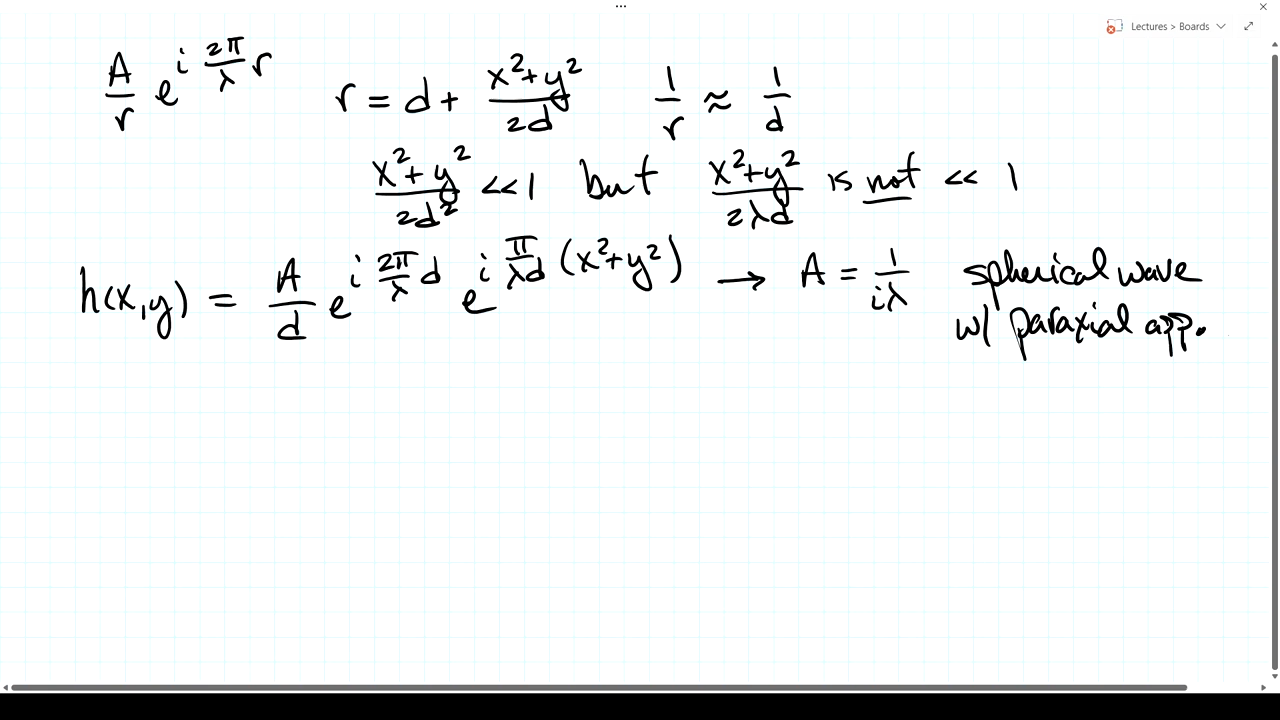 Lectures > Boards
A/r e^{i 2π/λ r}   r = d + (x²+y²)/2d   1/r ≈ 1/d
(x²+y²)/2d² << 1 but (x²+y²)/2λd is not << 1
h(x,y) = A/d e^{i 2π/λ d} e^{i π/λd (x²+y²)} → A = 1/iλ spherical wave
w/ paraxial app.